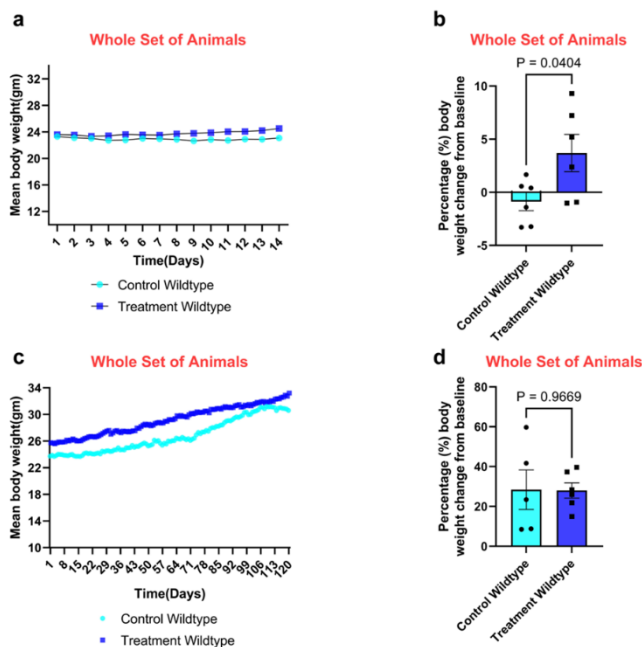 a
Whole Set of Animals
Mean body weight(gm)
32
28
24
20
16
12
1 2 3 4 5 6 7 8 9 10 11 12 13 14
Time(Days)
Control Wildtype
Treatment Wildtype
b
Whole Set of Animals
P = 0.0404
Percentage (%) body
weight change from baseline
10
5
0
-5
Control Wildtype
Treatment Wildtype
c
Whole Set of Animals
Mean body weight(gm)
34
30
26
22
18
14
10
1 8 15 22 29 36 43 50 57 64 71 78 85 92 99 106 113 120
Time(Days)
Control Wildtype
Treatment Wildtype
d
Whole Set of Animals
P = 0.9669
Percentage (%) body
weight change from baseline
80
60
40
20
0
Control Wildtype
Treatment Wildtype